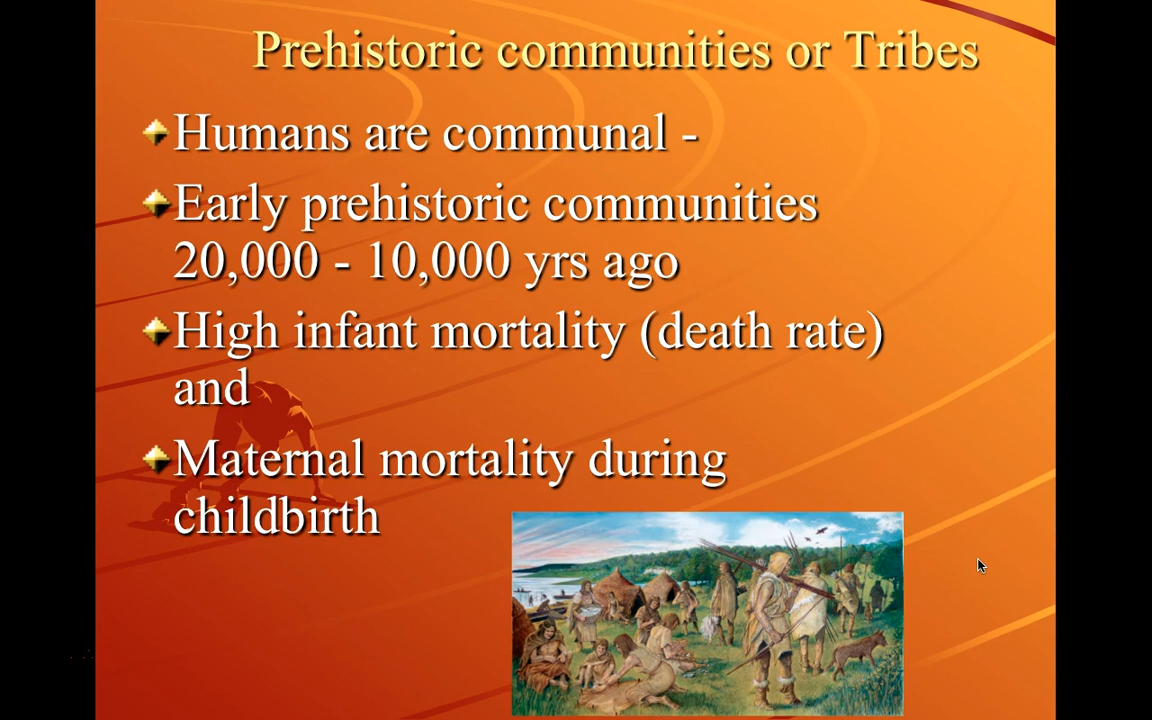 Prehistoric communities or Tribes
Humans are communal -
Early prehistoric communities
20,000 - 10,000 yrs ago
High infant mortality (death rate)
and
Maternal mortality during
childbirth